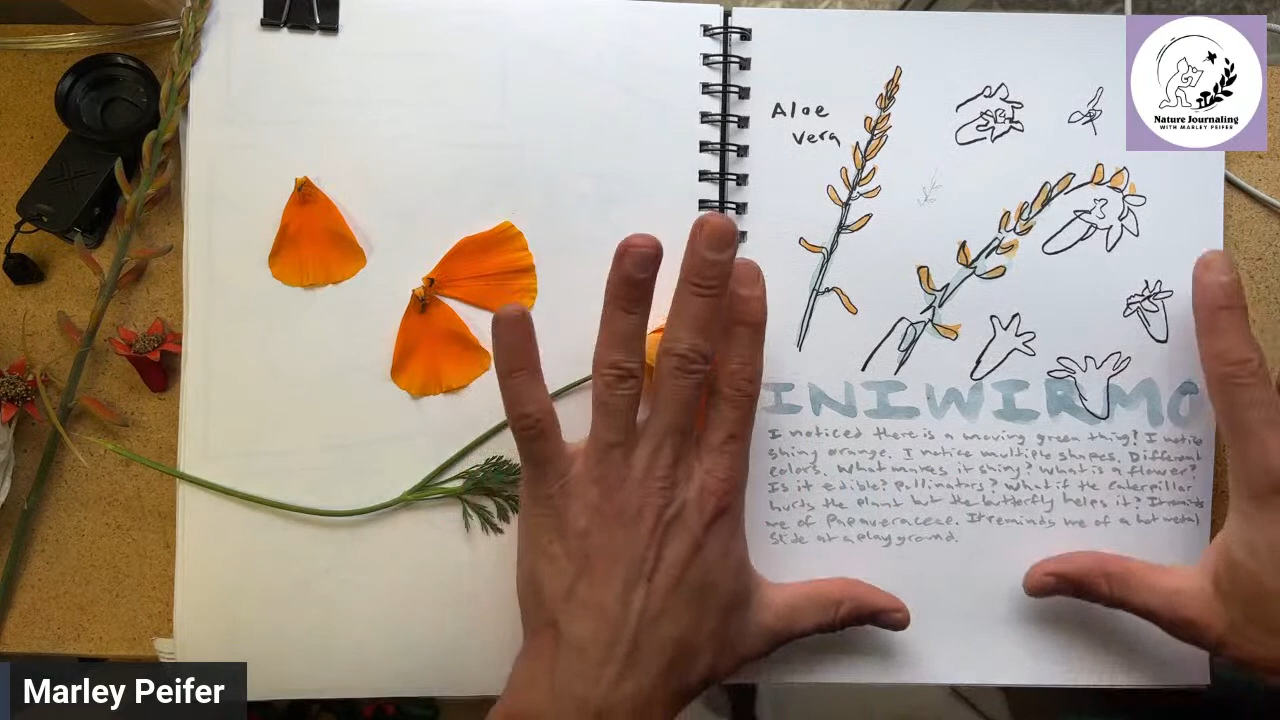 Nature Journaling
WITH MARLEY PEIFER
Aloe
vera
INIWIRMO
I noticed there is a moving green thing! I notice
shiny orange. I notice multiple shapes. Different
colors. What makes it shiny? What is a flower?
Is it edible? Pollinators? What if the caterpillar
hurts the plant but the butterfly helps it? It reminds
me of Papaveraceae. It reminds me of a hot metal
slide at a playground.
Marley Peifer